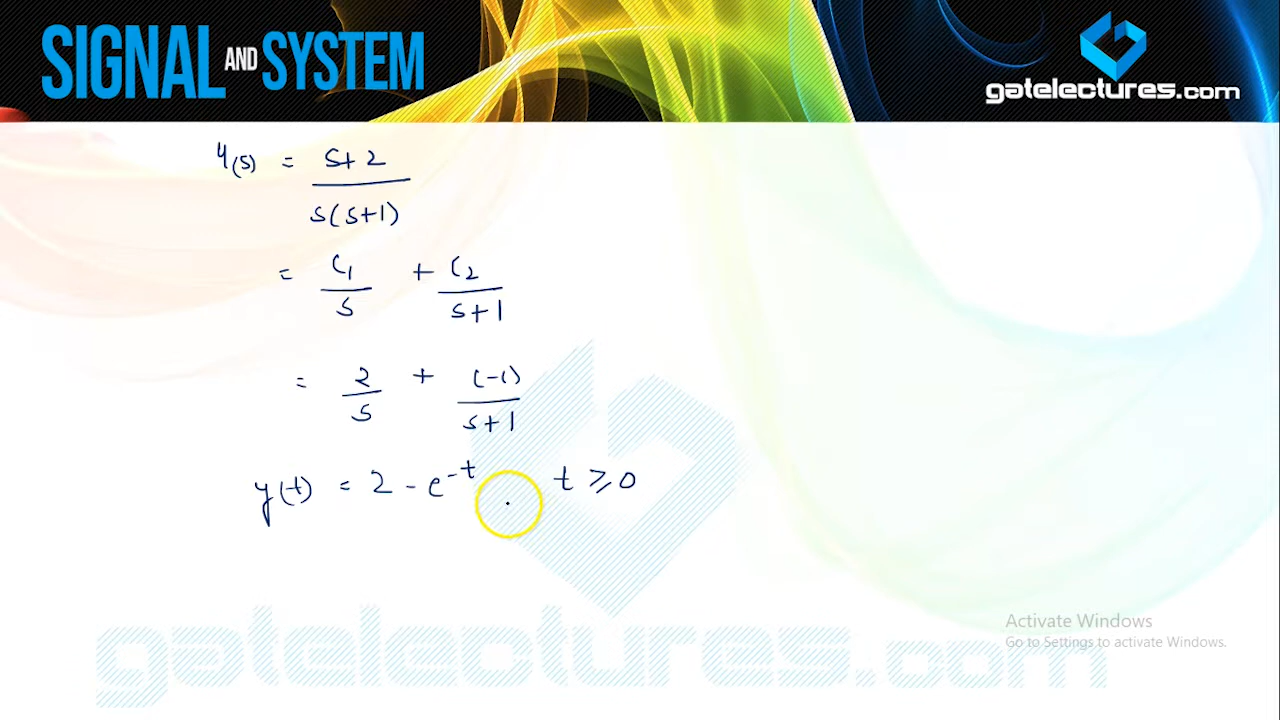 SIGNAL AND SYSTEM
gatelectures.com
Y(s) = s+2
s(s+1)
= C1 + C2
s s+1
= 2 + (-1)
s s+1
y(t) = 2 - e^-t , t ≥ 0
gatelectures.com
Activate Windows
Go to Settings to activate Windows.